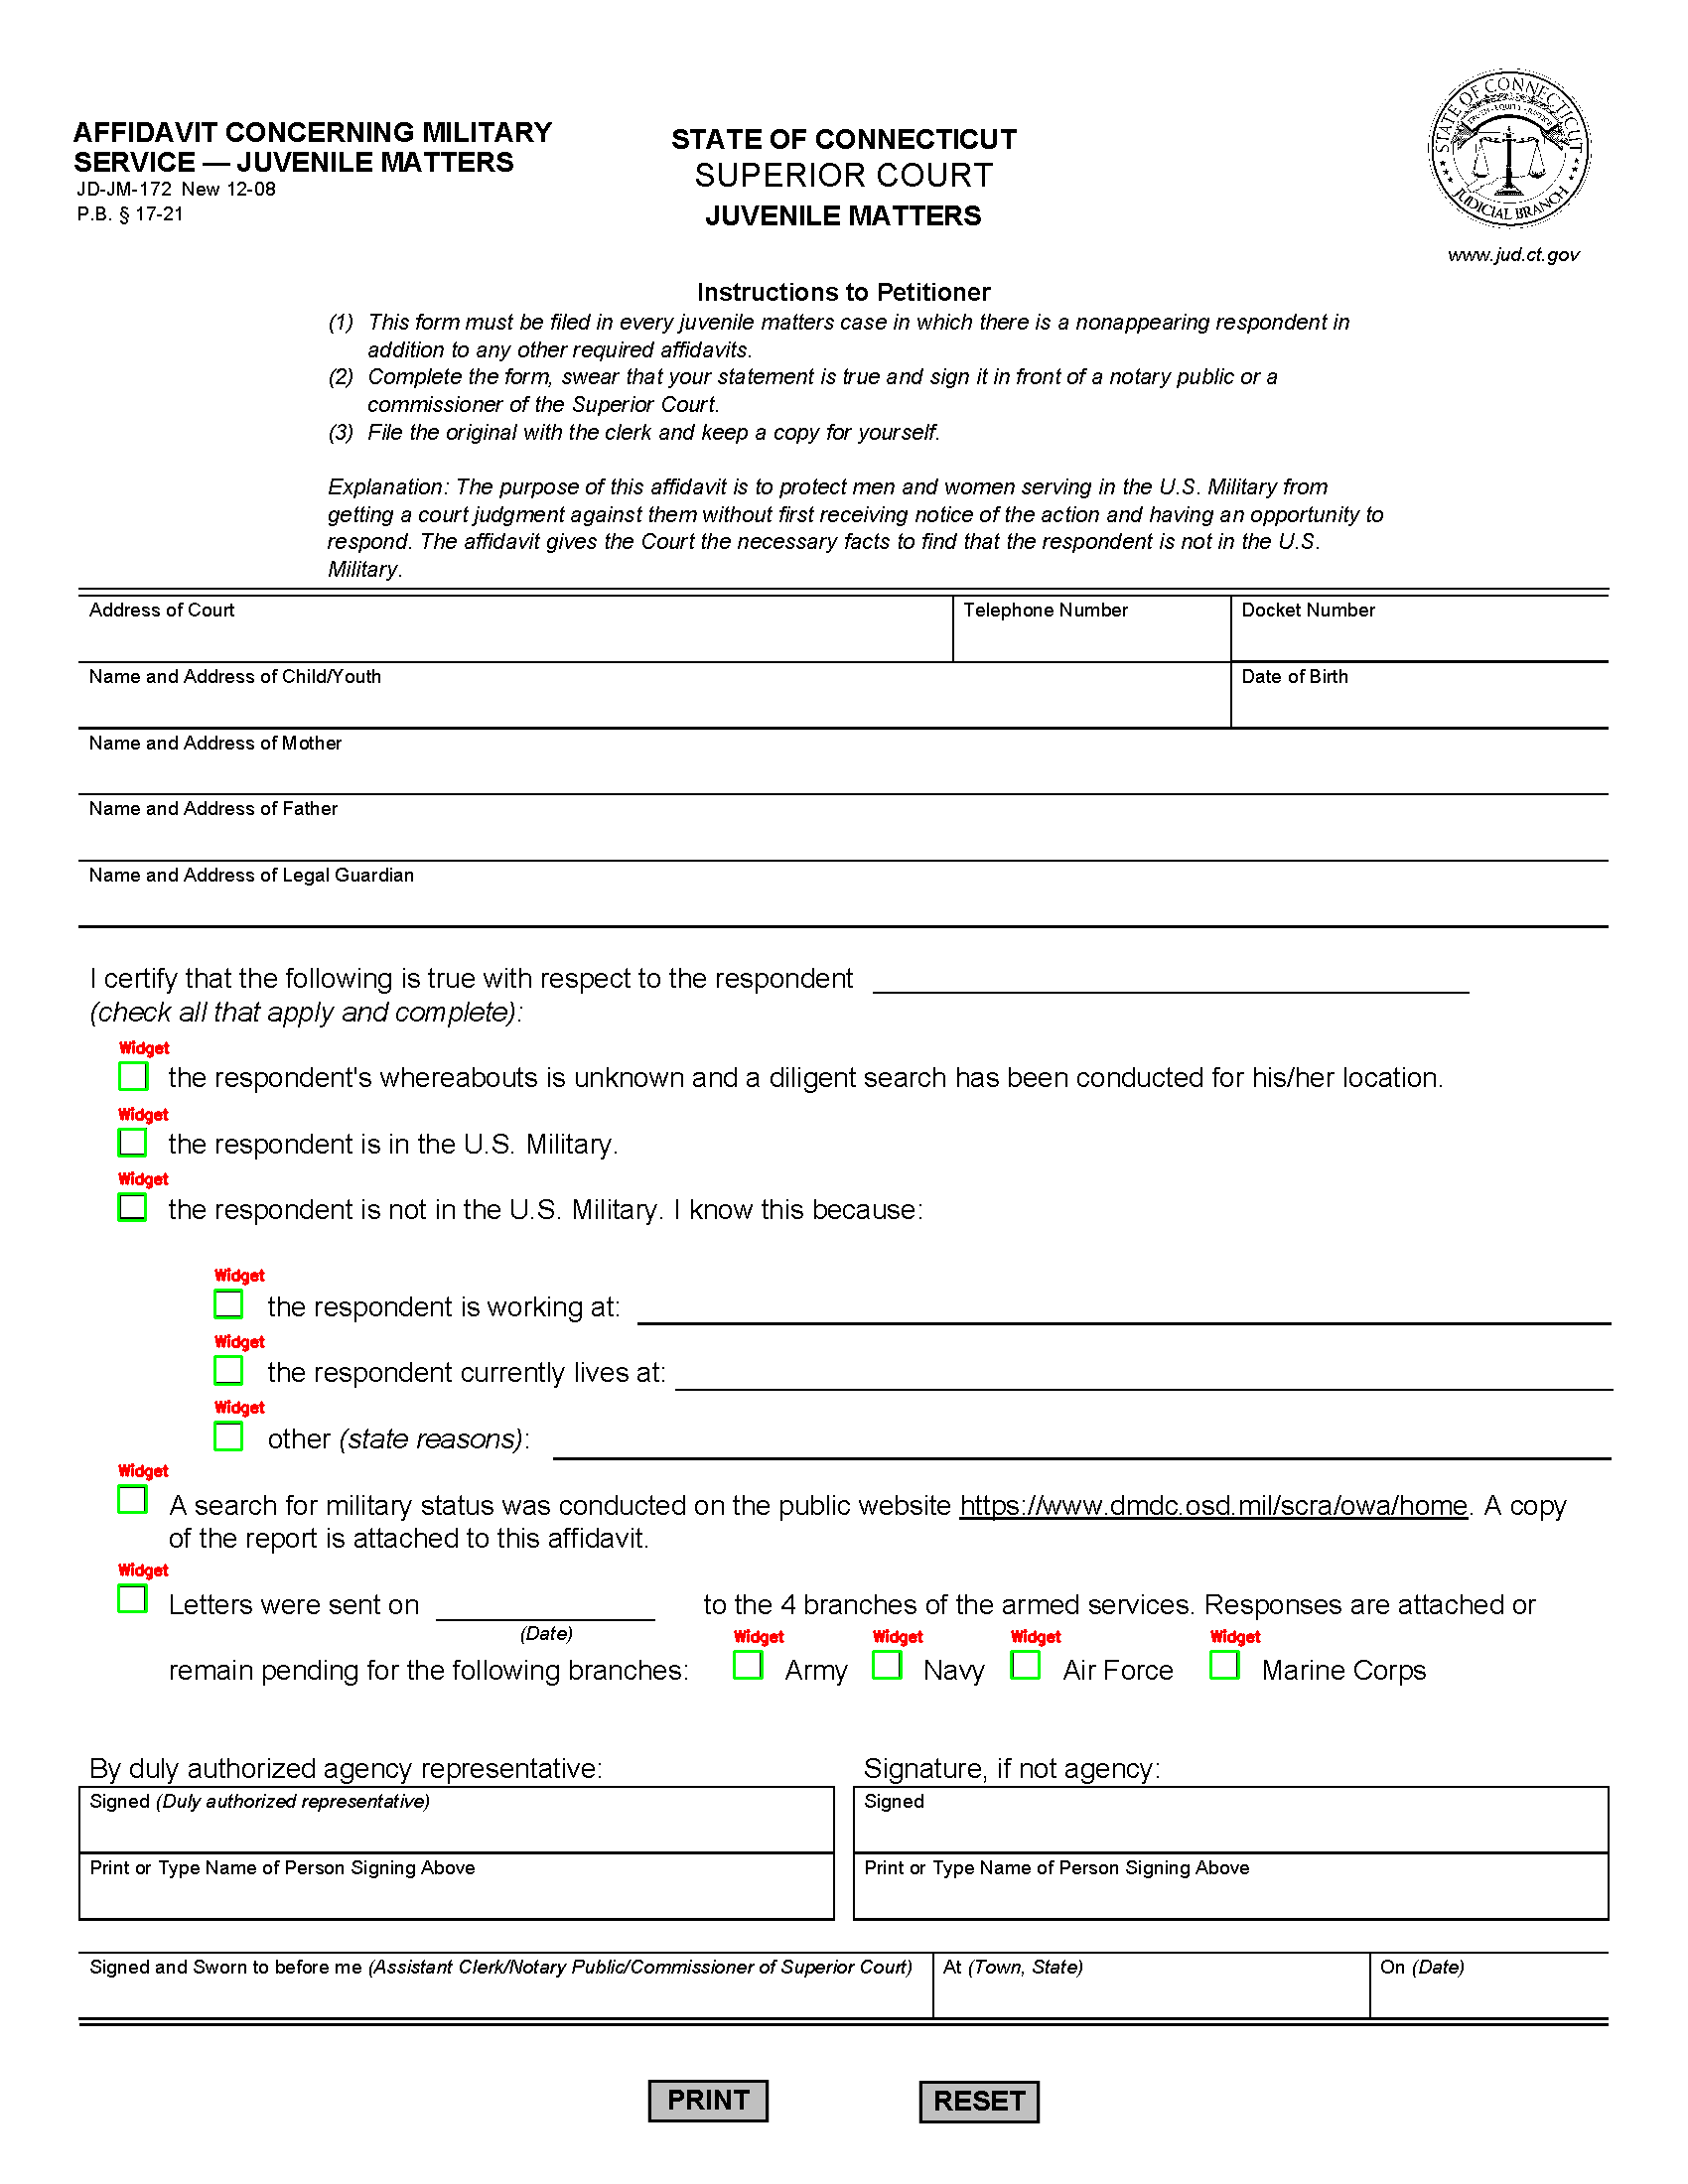 AFFIDAVIT CONCERNING MILITARY
SERVICE — JUVENILE MATTERS
JD-JM-172 New 12-08
P.B. § 17-21
STATE OF CONNECTICUT
SUPERIOR COURT
JUVENILE MATTERS
STATE OF CONNECTICUT
EQUITY
JUDICIAL BRANCH
www.jud.ct.gov
Instructions to Petitioner
(1) This form must be filed in every juvenile matters case in which there is a nonappearing respondent in
addition to any other required affidavits.
(2) Complete the form, swear that your statement is true and sign it in front of a notary public or a
commissioner of the Superior Court.
(3) File the original with the clerk and keep a copy for yourself.
Explanation: The purpose of this affidavit is to protect men and women serving in the U.S. Military from
getting a court judgment against them without first receiving notice of the action and having an opportunity to
respond. The affidavit gives the Court the necessary facts to find that the respondent is not in the U.S.
Military.
Address of Court
Telephone Number
Docket Number
Name and Address of Child/Youth
Date of Birth
Name and Address of Mother
Name and Address of Father
Name and Address of Legal Guardian
I certify that the following is true with respect to the respondent
(check all that apply and complete):
Widget
the respondent's whereabouts is unknown and a diligent search has been conducted for his/her location.
Widget
the respondent is in the U.S. Military.
Widget
the respondent is not in the U.S. Military. I know this because:
Widget
the respondent is working at:
Widget
the respondent currently lives at:
Widget
other (state reasons):
Widget
A search for military status was conducted on the public website https://www.dmdc.osd.mil/scra/owa/home. A copy
of the report is attached to this affidavit.
Widget
Letters were sent on to the 4 branches of the armed services. Responses are attached or
(Date)
Widget Widget Widget Widget
remain pending for the following branches: Army Navy Air Force Marine Corps
By duly authorized agency representative:
Signed (Duly authorized representative)
Print or Type Name of Person Signing Above
Signature, if not agency:
Signed
Print or Type Name of Person Signing Above
Signed and Sworn to before me (Assistant Clerk/Notary Public/Commissioner of Superior Court)
At (Town, State)
On (Date)
PRINT
RESET